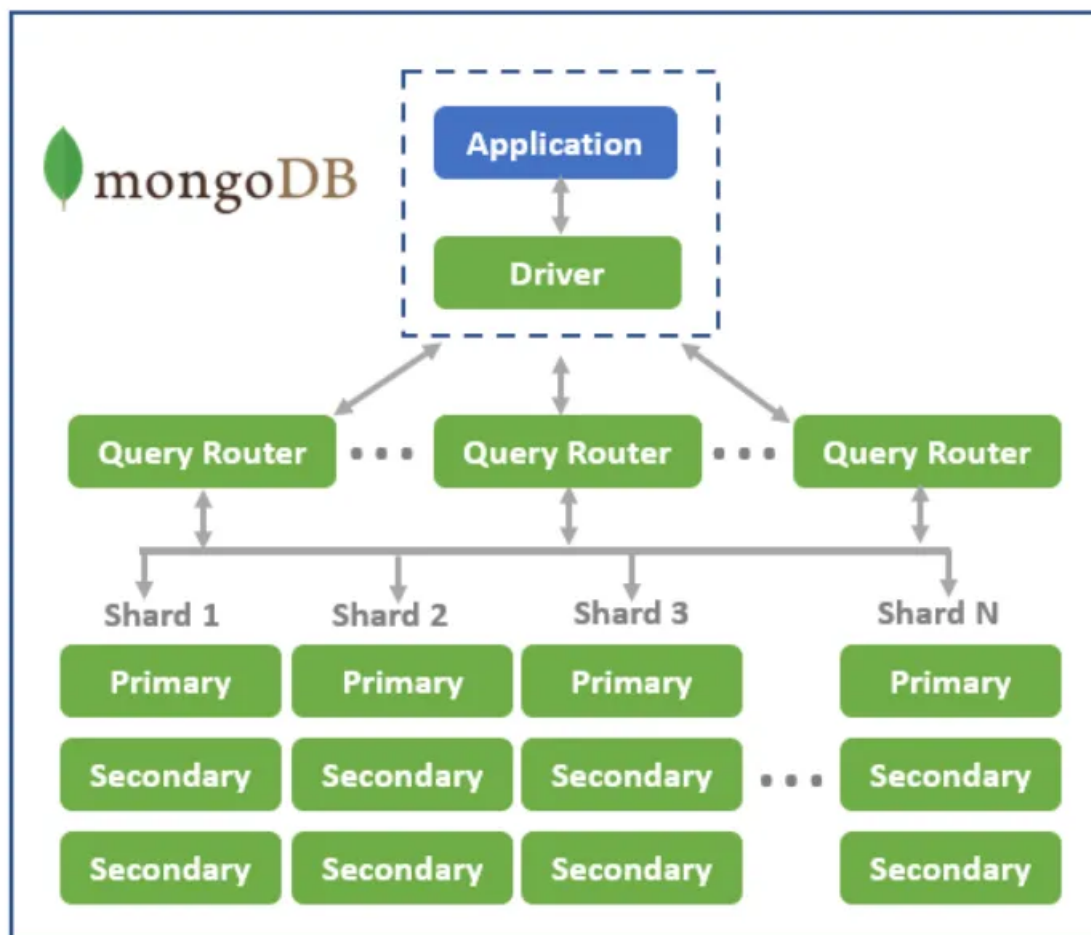 mongoDB
Application
Driver
Query Router Query Router Query Router
Shard 1 Shard 2 Shard 3 Shard N
Primary Primary Primary Primary
Secondary Secondary Secondary Secondary
Secondary Secondary Secondary Secondary